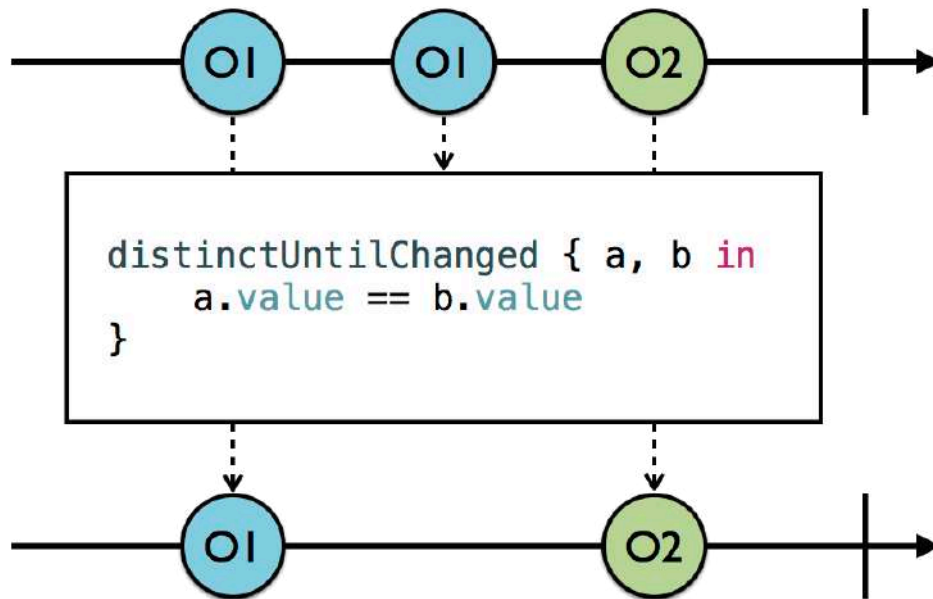 O1 O1 O2
distinctUntilChanged { a, b in
a.value == b.value
}
O1 O2